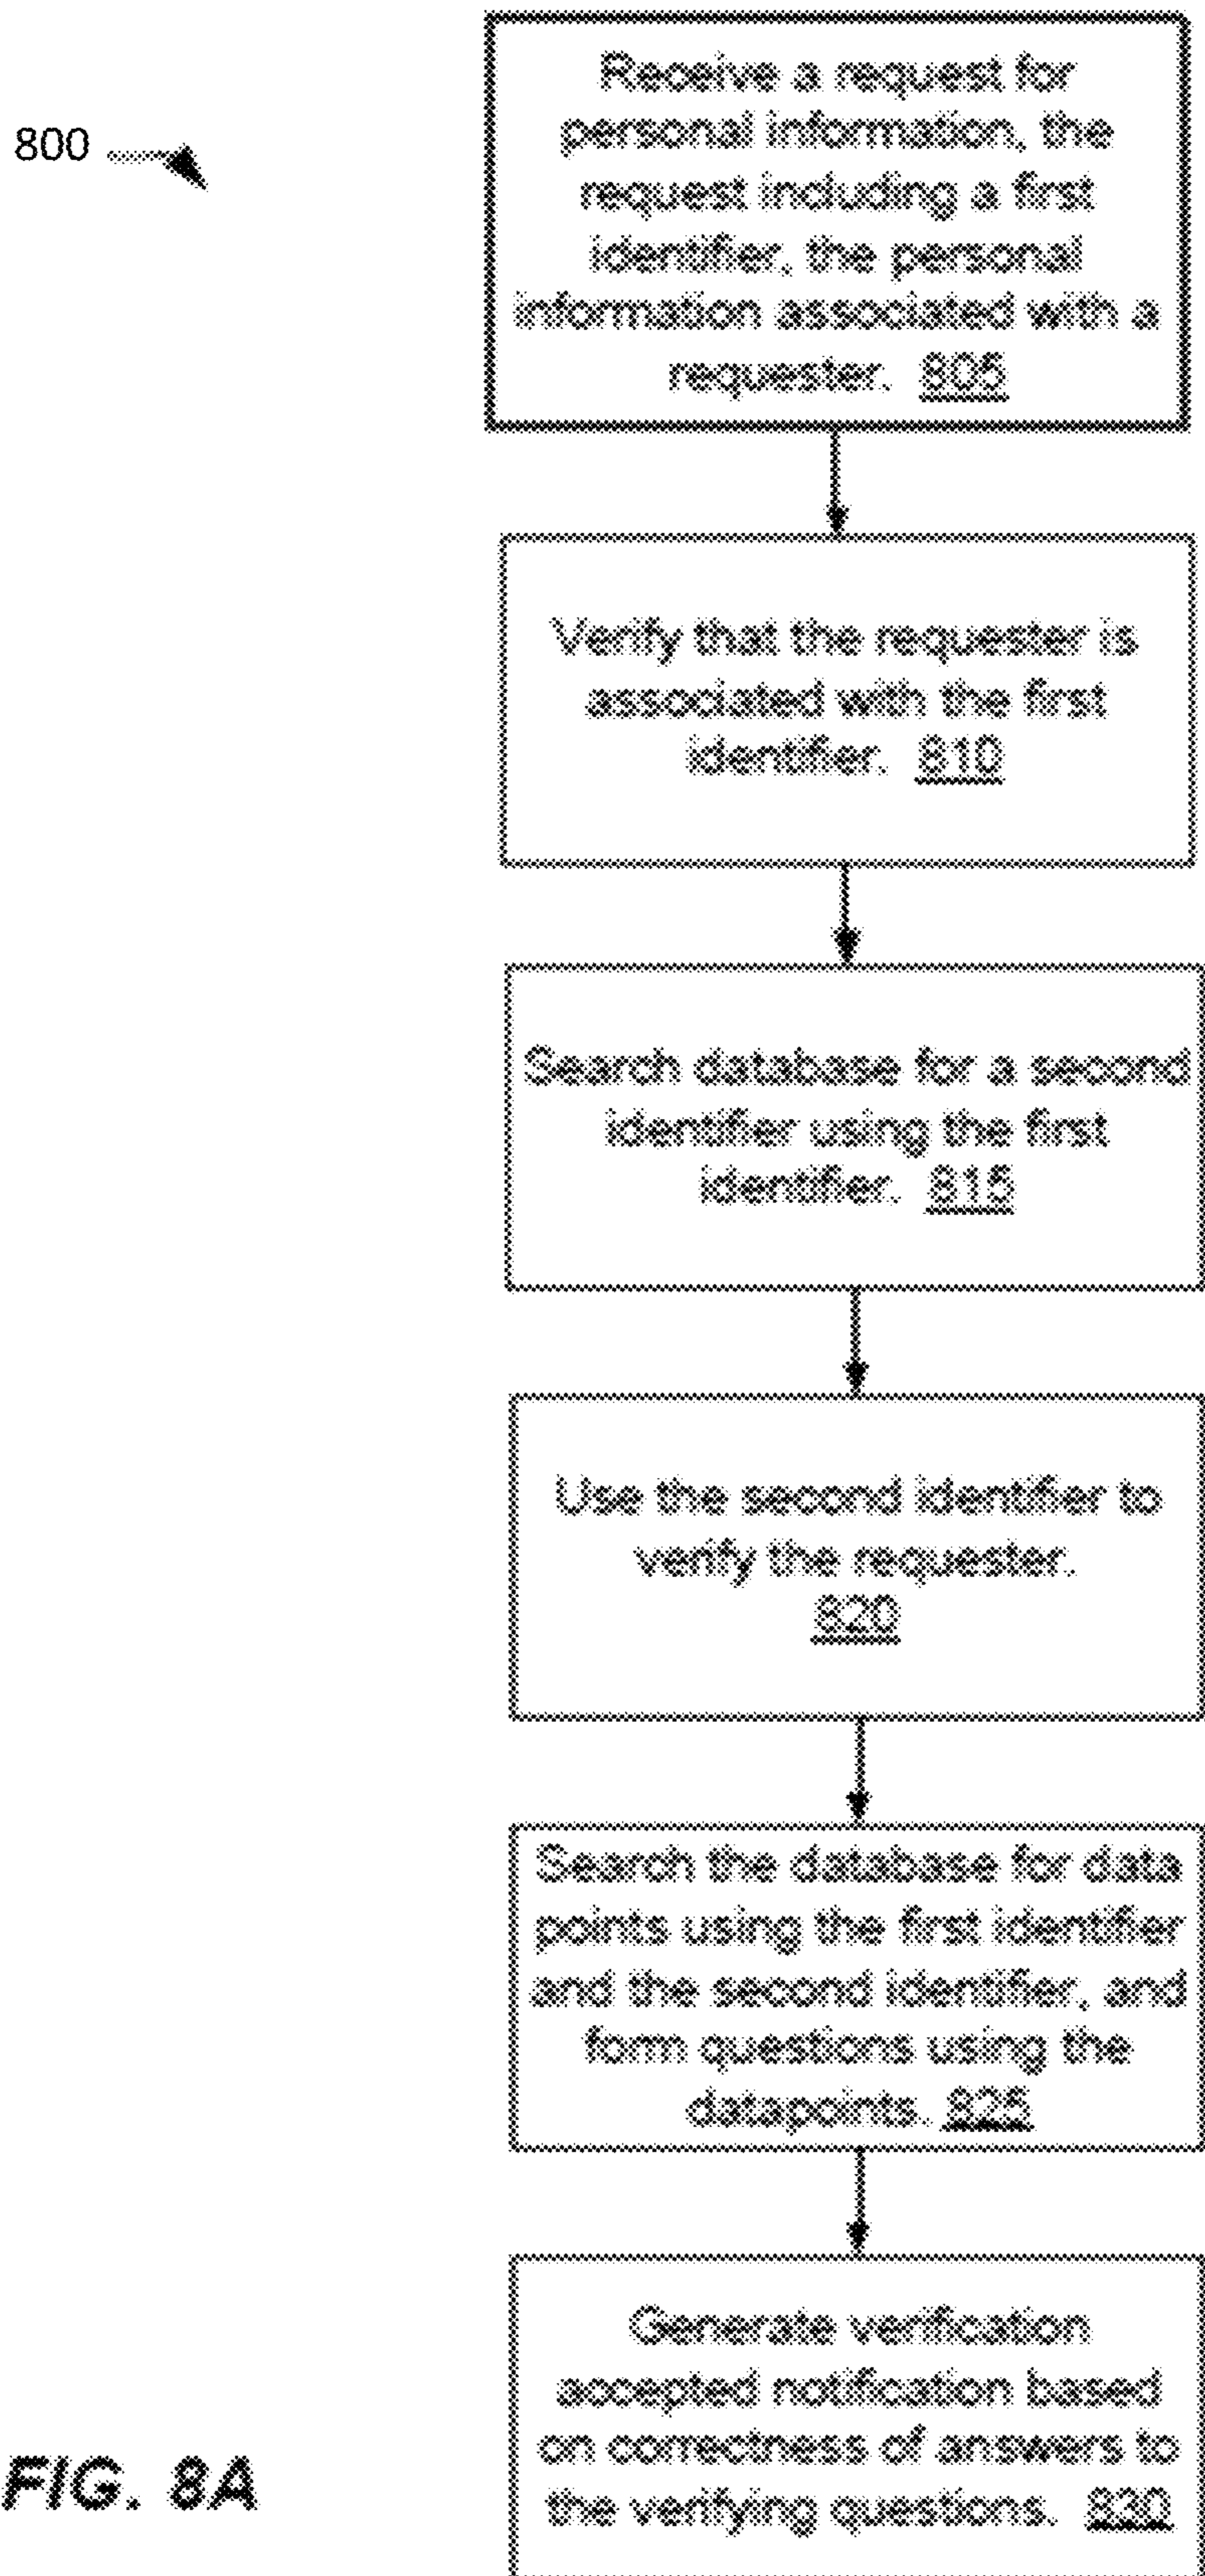 800
Receive a request for
personal information, the
request including a first
identifier, the personal
information associated with a
requester. 805
Verify that the requester is
associated with the first
identifier. 810
Search database for a second
identifier using the first
identifier. 815
Use the second identifier to
verify the requester.
820
Search the database for data
points using the first identifier
and the second identifier, and
form questions using the
datapoints. 825
Generate verification
accepted notification based
on correctness of answers to
the verifying questions. 830
FIG. 8A